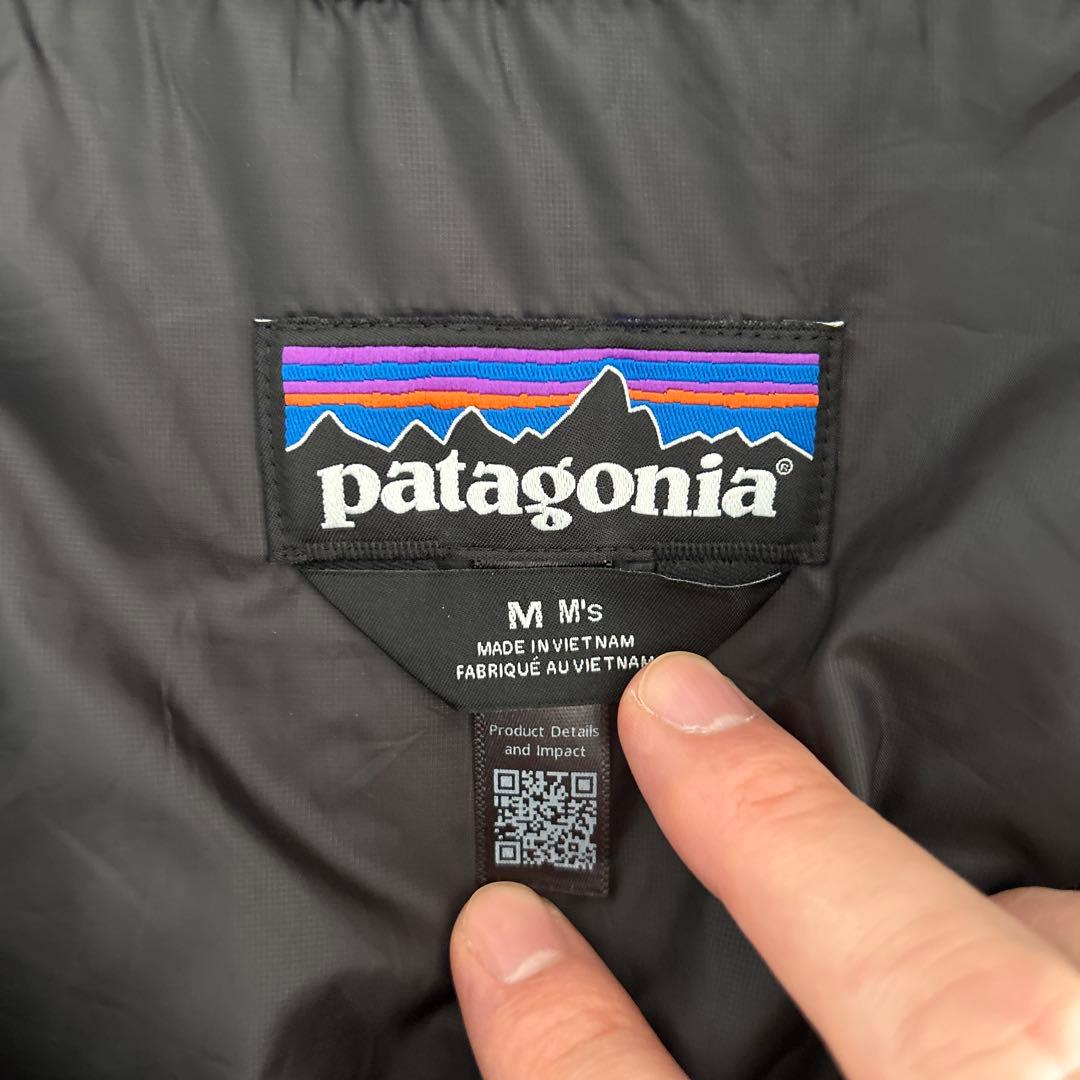 patagonia®
M M's
MADE IN VIETNAM
FABRIQUÉ AU VIETNAM
Product Details
and Impact